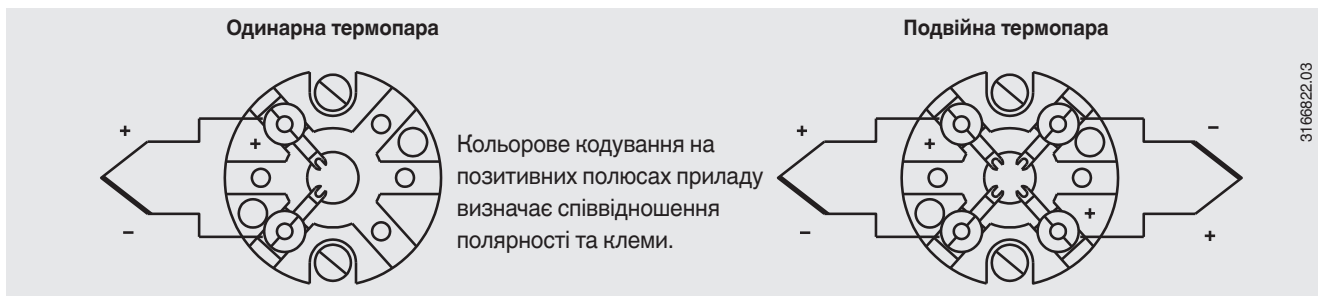 Одинарна термопара
Подвійна термопара
+
+
–
Кольорове кодування на
позитивних полюсах приладу
визначає співвідношення
полярності та клеми.
+
+
–
–
+
+
3166822.03